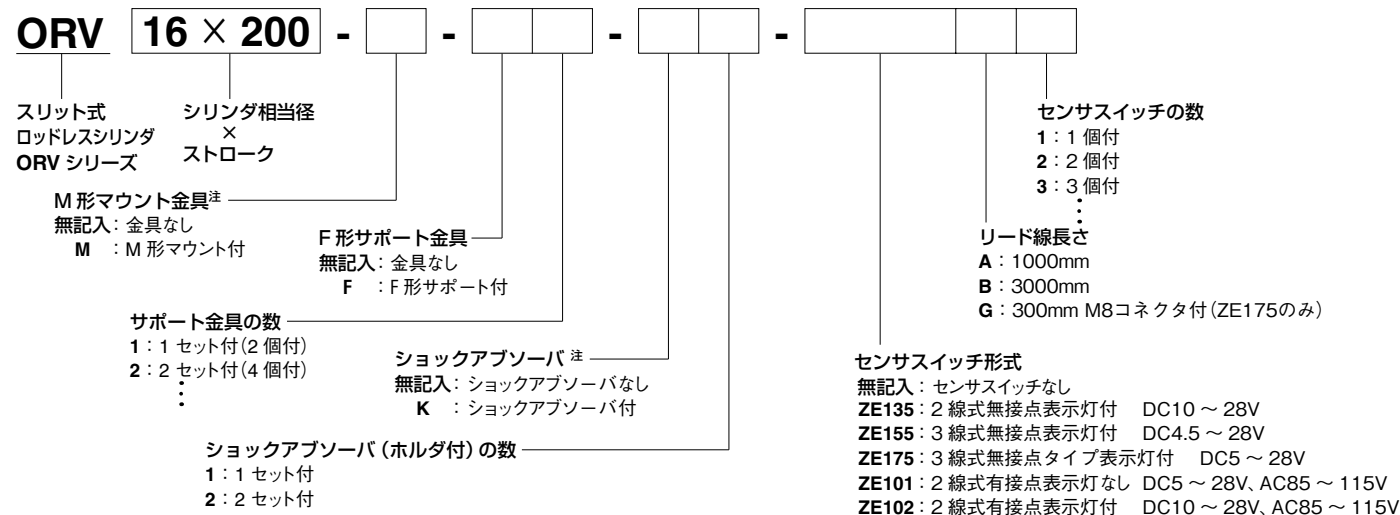 ORV 16 × 200 - - - -
スリット式
ロッドレスシリンダ
ORV シリーズ
シリンダ相当径
×
ストローク
M 形マウント金具注
無記入：金具なし
M ：M 形マウント付
F 形サポート金具
無記入：金具なし
F ：F 形サポート付
サポート金具の数
1：1 セット付（2 個付）
2：2 セット付（4 個付）
⋮
ショックアブソーバ 注
無記入：ショックアブソーバなし
K ：ショックアブソーバ付
ショックアブソーバ（ホルダ付）の数
1：1 セット付
2：2 セット付
センサスイッチの数
1：1 個付
2：2 個付
3：3 個付
⋮
リード線長さ
A：1000mm
B：3000mm
G：300mm M8コネクタ付（ZE175のみ）
センサスイッチ形式
無記入：センサスイッチなし
ZE135：2 線式無接点表示灯付 DC10 ～ 28V
ZE155：3 線式無接点表示灯付 DC4.5 ～ 28V
ZE175：3 線式無接点タイプ表示灯付 DC5 ～ 28V
ZE101：2 線式有接点表示灯なし DC5 ～ 28V、AC85 ～ 115V
ZE102：2 線式有接点表示灯付 DC10 ～ 28V、AC85 ～ 115V